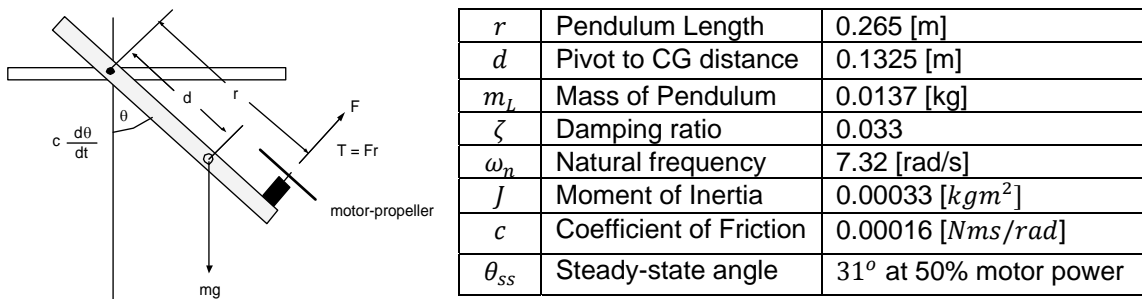 θ
d
r
F
c dθ
dt
T = Fr
motor-propeller
mg
r Pendulum Length 0.265 [m]
d Pivot to CG distance 0.1325 [m]
m_L Mass of Pendulum 0.0137 [kg]
ζ Damping ratio 0.033
ω_n Natural frequency 7.32 [rad/s]
J Moment of Inertia 0.00033 [kgm²]
c Coefficient of Friction 0.00016 [Nms/rad]
θ_ss Steady-state angle 31° at 50% motor power